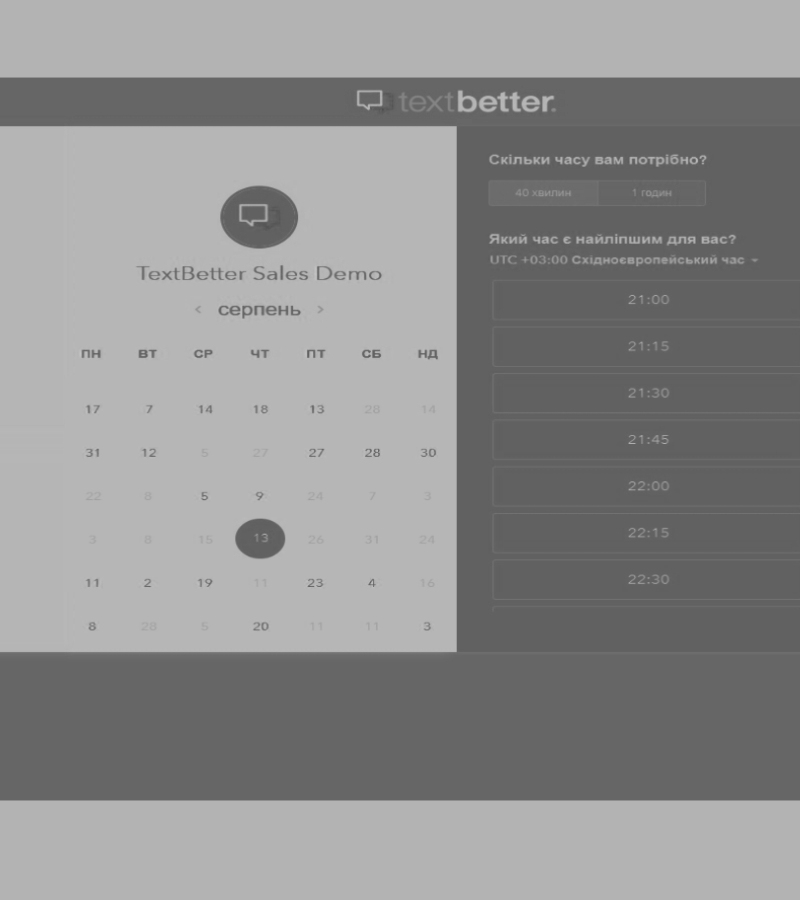 textbetter.
TextBetter Sales Demo
‹ серпень ›
ПН ВТ СР ЧТ ПТ СБ НД
17 7 14 18 13 28 14
31 12 5 27 27 28 30
22 8 5 9 24 7 3
3 8 15 13 26 31 24
11 2 19 11 23 4 16
8 28 5 20 11 11 3
Скільки часу вам потрібно?
40 хвилин 1 годин
Який час є найліпшим для вас?
UTC +03:00 Східноєвропейський час
21:00
21:15
21:30
21:45
22:00
22:15
22:30